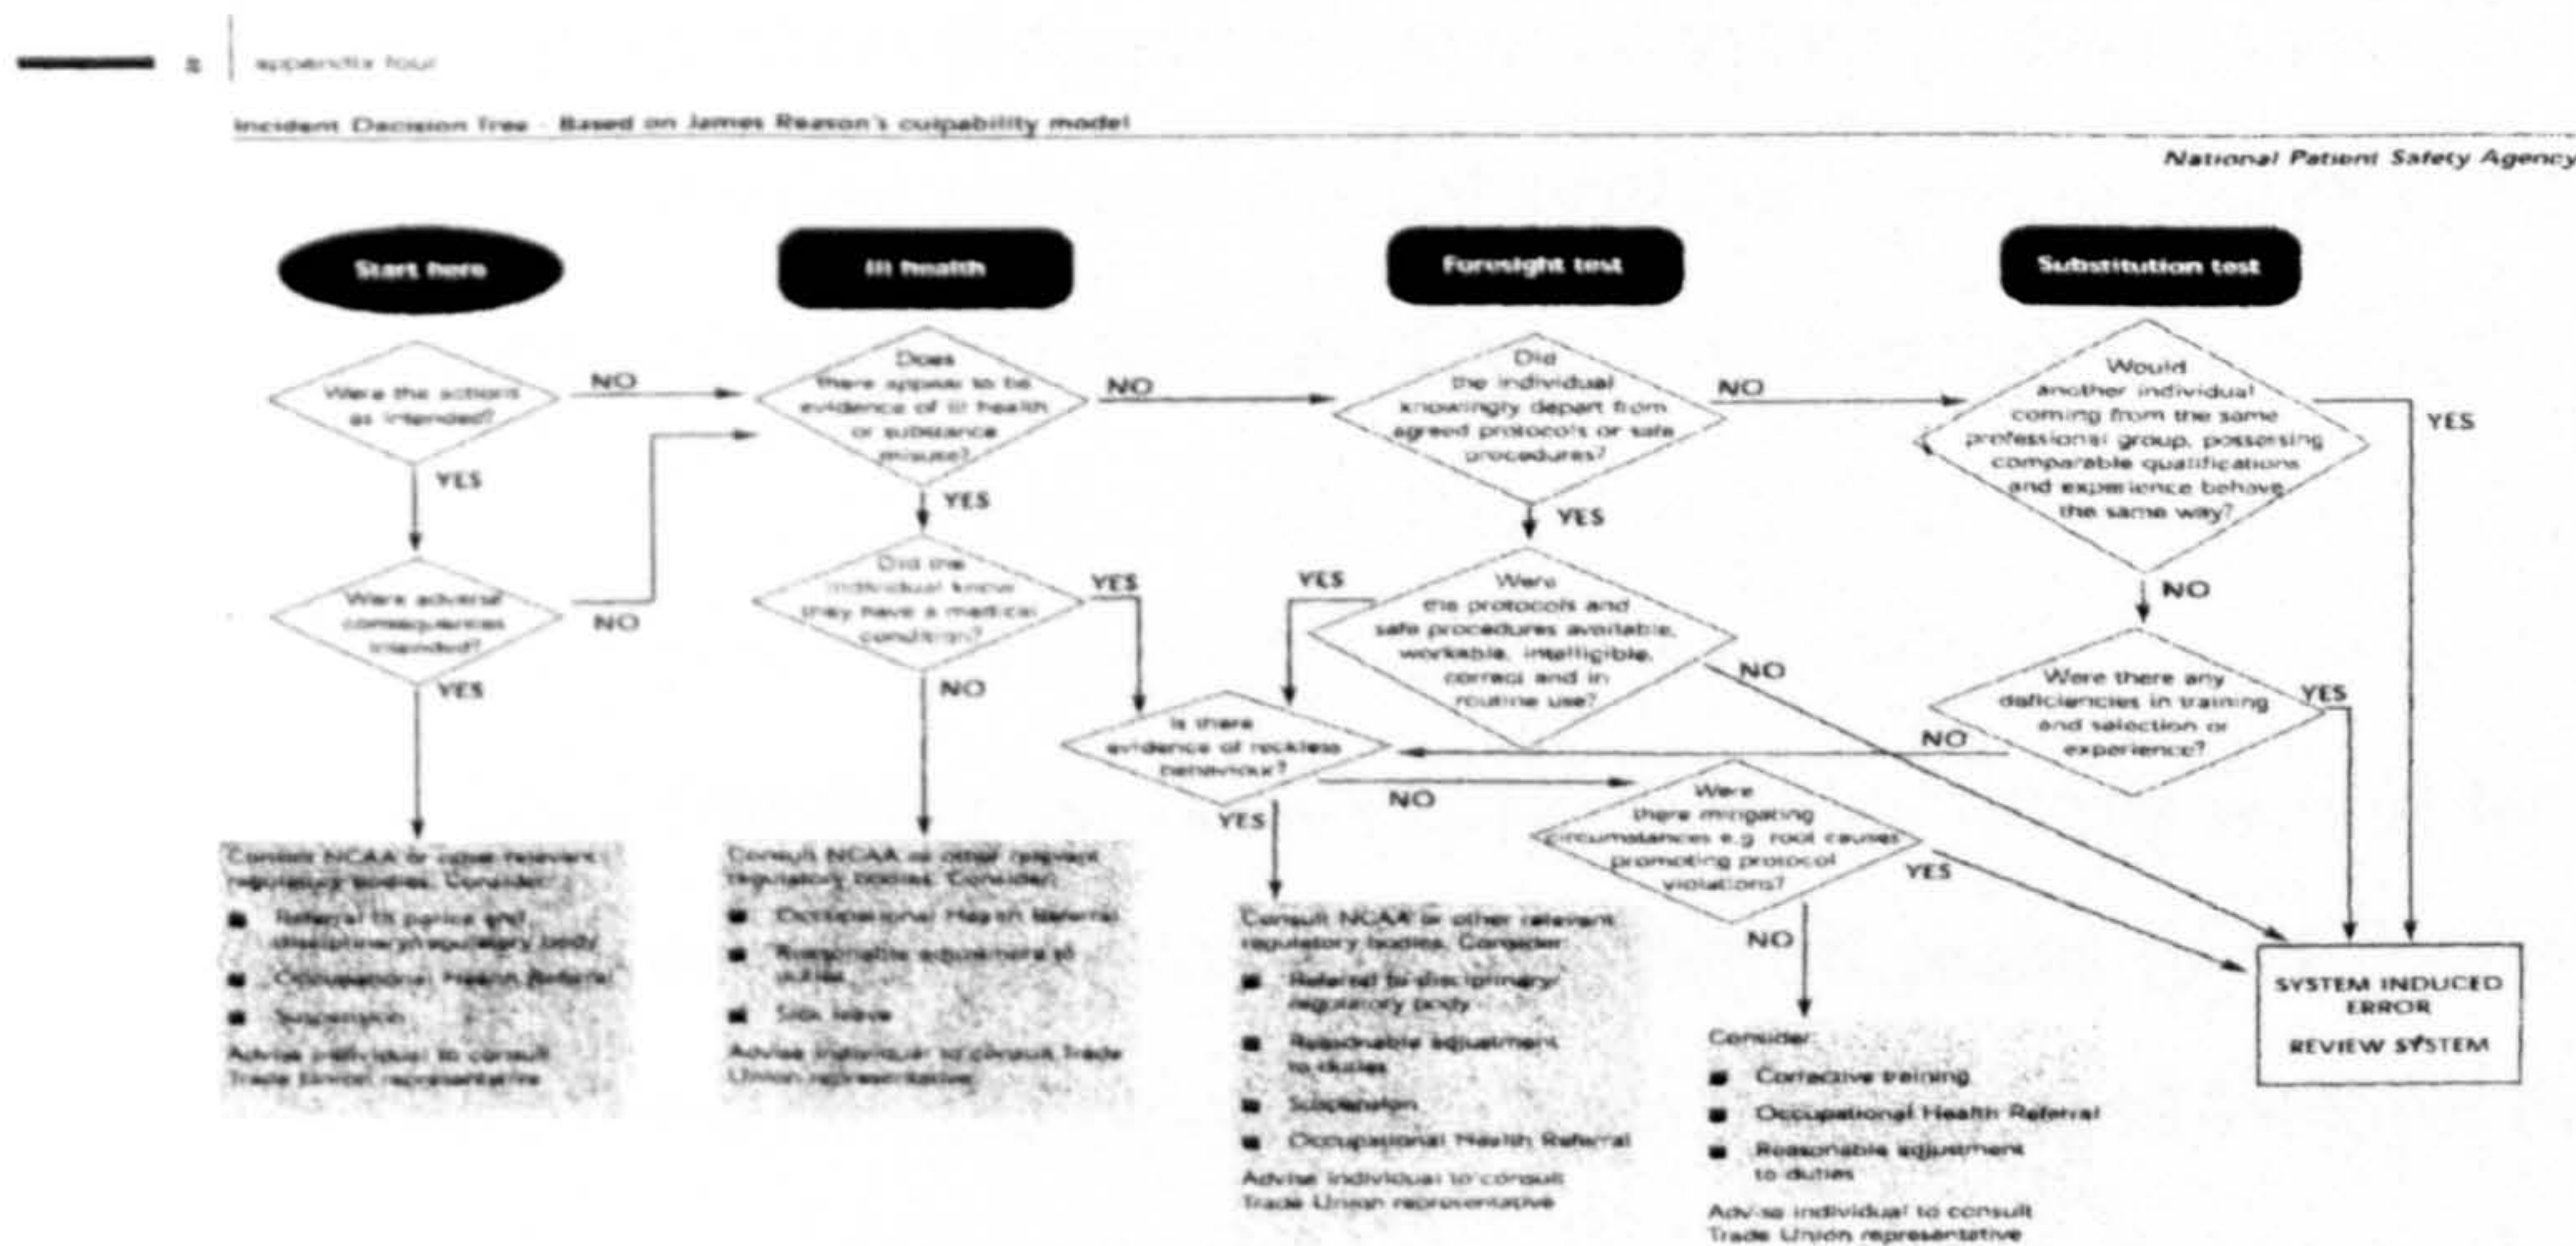 appendix four
Incident Decision Tree - Based on James Reason's culpability model
National Patient Safety Agency
Start here
Ill health
Foresight test
Substitution test
Were the actions
as intended?
NO
YES
Were adverse
consequences
intended?
NO
YES
Consult NCAA or other relevant
regulatory bodies. Consider:
Referral to police and
disciplinary/regulatory body
Occupational Health Referral
Suspension
Advise individual to consult
Trade Union representative
Does
there appear to be
evidence of ill health
or substance
misuse?
NO
YES
Did the
individual know
they have a medical
condition?
YES
NO
Consult NCAA or other relevant
regulatory bodies. Consider:
Occupational Health Referral
Reasonable adjustment to
duties
Sick leave
Advise individual to consult Trade
Union representative
Did
the individual
knowingly depart from
agreed protocols or safe
procedures?
NO
YES
Were
the protocols and
safe procedures available,
workable, intelligible,
correct and in
routine use?
YES
NO
Is there
evidence of reckless
behaviour?
NO
YES
Consult NCAA or other relevant
regulatory bodies. Consider:
Referral to disciplinary/
regulatory body
Reasonable adjustment
to duties
Suspension
Occupational Health Referral
Advise individual to consult
Trade Union representative
Were
there mitigating
circumstances e.g. root causes
promoting protocol
violations?
YES
NO
Consider:
Corrective training
Occupational Health Referral
Reasonable adjustment
to duties
Advise individual to consult
Trade Union representative
Would
another individual
coming from the same
professional group, possessing
comparable qualifications
and experience behave
the same way?
YES
NO
Were there any
deficiencies in training
and selection or
experience?
YES
NO
SYSTEM INDUCED
ERROR
REVIEW SYSTEM